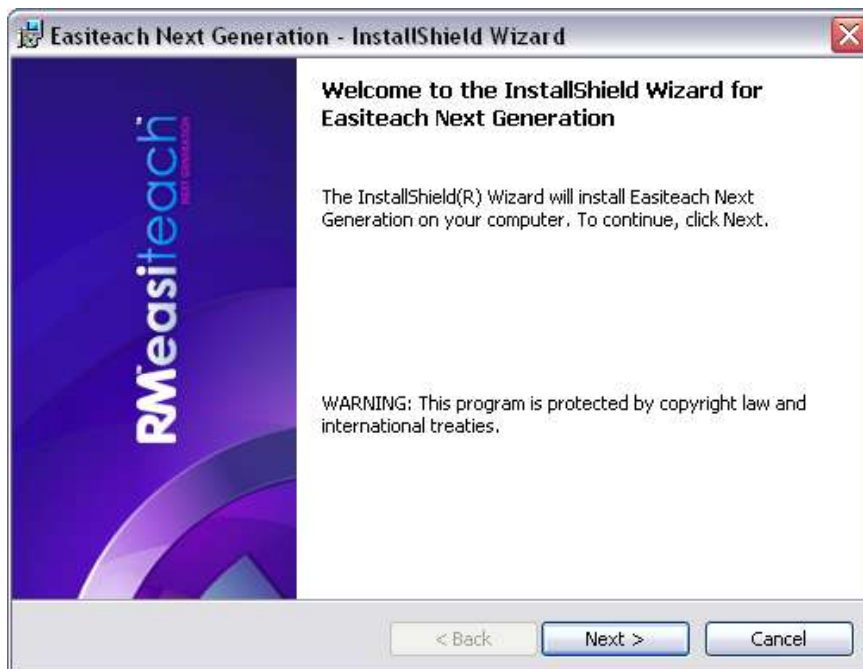 Easiteach Next Generation - InstallShield Wizard
RM easiteach
NEXT GENERATION
Welcome to the InstallShield Wizard for
Easiteach Next Generation
The InstallShield(R) Wizard will install Easiteach Next
Generation on your computer. To continue, click Next.
WARNING: This program is protected by copyright law and
international treaties.
< Back
Next >
Cancel